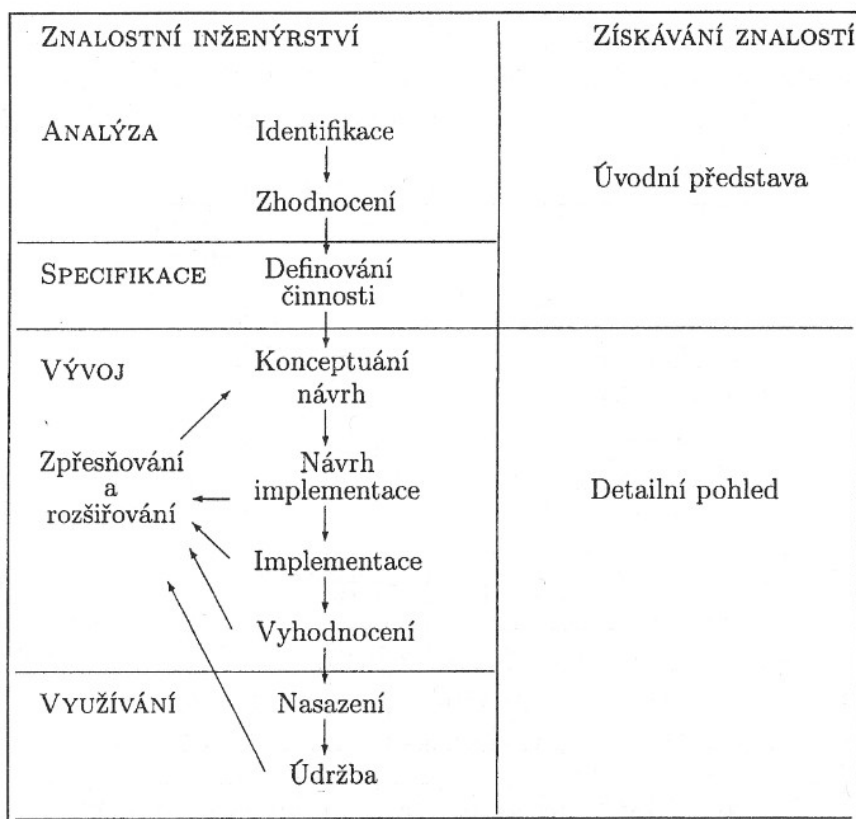 ZNALOSTNÍ INŽENÝRSTVÍ
ZÍSKÁVÁNÍ ZNALOSTÍ
ANALÝZA
Identifikace
Úvodní představa
Zhodnocení
SPECIFIKACE
Definování
činnosti
VÝVOJ
Konceptuání
návrh
Zpřesňování
a
rozšiřování
Návrh
implementace
Detailní pohled
Implementace
Vyhodnocení
VYUŽÍVÁNÍ
Nasazení
Údržba